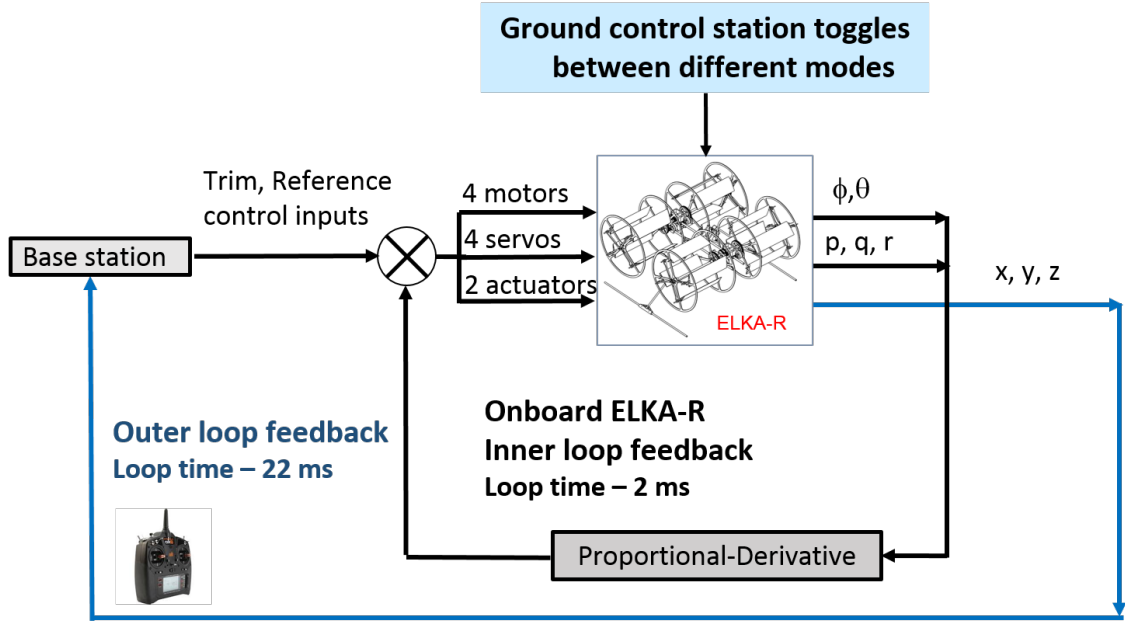 Ground control station toggles
between different modes
Trim, Reference
control inputs
4 motors
4 servos
2 actuators
ϕ,θ
p, q, r
x, y, z
Base station
ELKA-R
Outer loop feedback
Loop time – 22 ms
Onboard ELKA-R
Inner loop feedback
Loop time – 2 ms
Proportional-Derivative